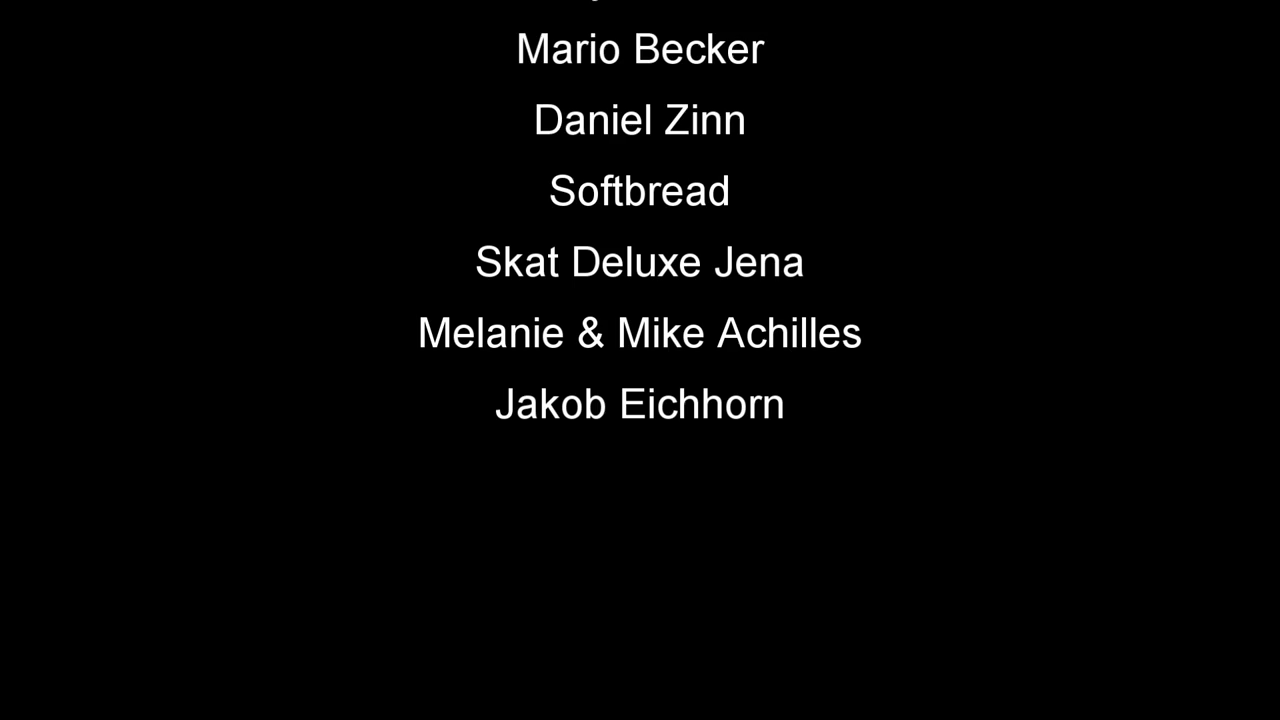 Mario Becker
Daniel Zinn
Softbread
Skat Deluxe Jena
Melanie & Mike Achilles
Jakob Eichhorn